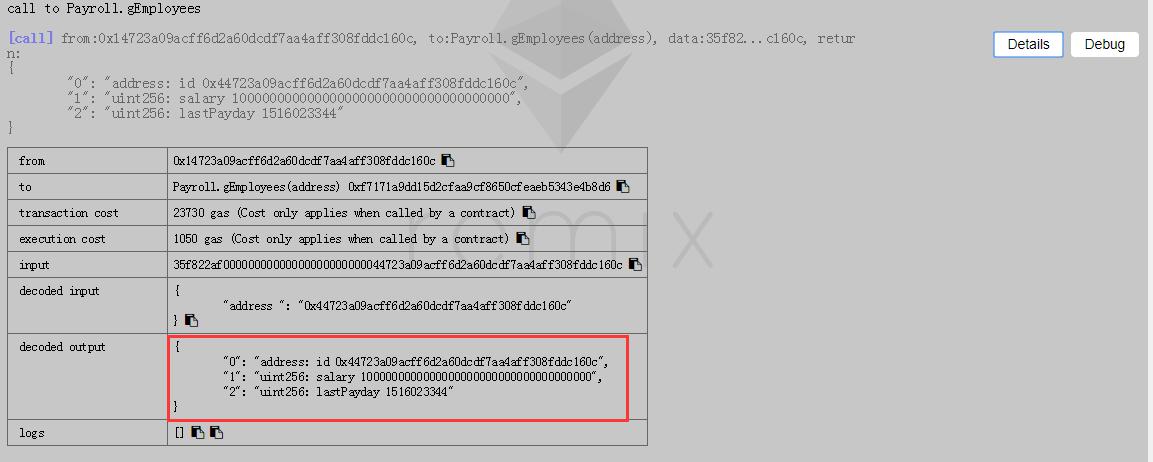 call to Payroll.gEmployees
[call] from:0x14723a09acff6d2a60dcdf7aa4aff308fddc160c, to:Payroll.gEmployees(address), data:35f82...c160c, retur
n:
{
"0": "address: id 0x44723a09acff6d2a60dcdf7aa4aff308fddc160c",
"1": "uint256: salary 1000000000000000000000000000000000000",
"2": "uint256: lastPayday 1516023344"
}
Details
Debug
from 0x14723a09acff6d2a60dcdf7aa4aff308fddc160c
to Payroll.gEmployees(address) 0xf7171a9dd15d2cfaa9cf8650cfeaeb5343e4b8d6
transaction cost 23730 gas (Cost only applies when called by a contract)
execution cost 1050 gas (Cost only applies when called by a contract)
input 35f822af00000000000000000000000044723a09acff6d2a60dcdf7aa4aff308fddc160c
decoded input {
"address ": "0x44723a09acff6d2a60dcdf7aa4aff308fddc160c"
}
decoded output {
"0": "address: id 0x44723a09acff6d2a60dcdf7aa4aff308fddc160c",
"1": "uint256: salary 1000000000000000000000000000000000000",
"2": "uint256: lastPayday 1516023344"
}
logs []
remix